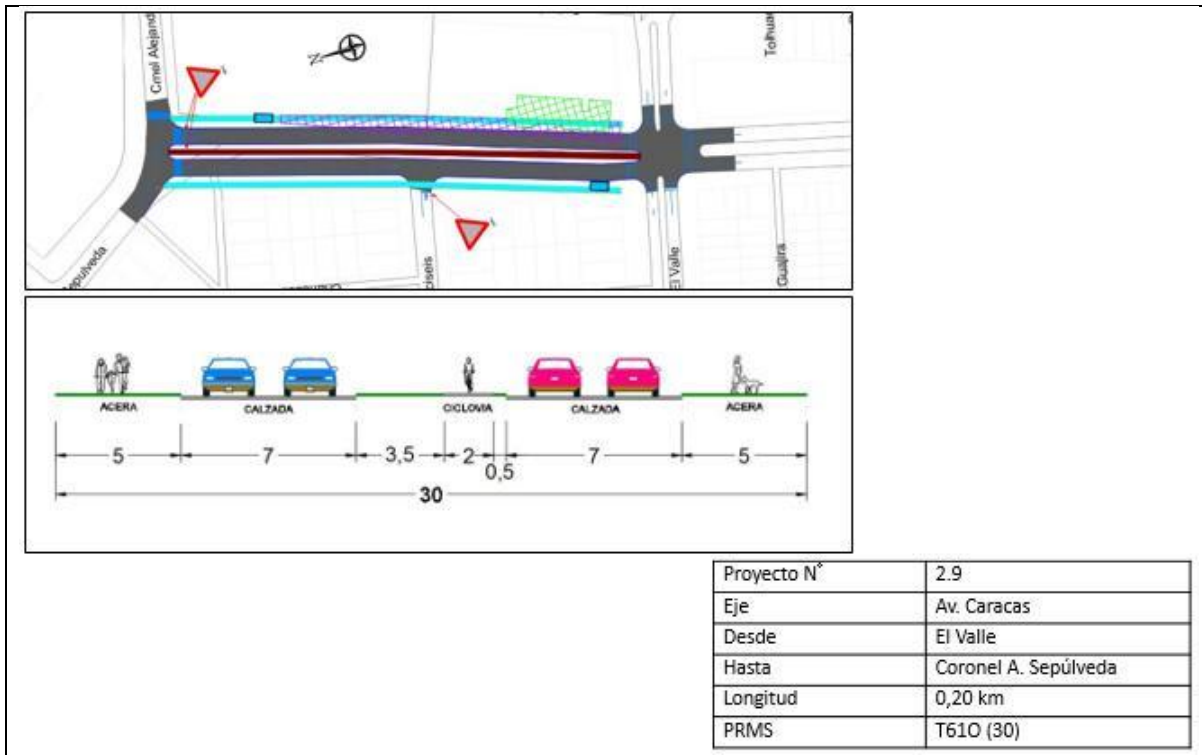 Cmel Alejand
N
Tolhua
Sepulveda
ciseis
El Valle
Guajira
ACERA CALZADA CICLOVIA CALZADA ACERA
5 7 3,5 2 0,5 7 5
30
Proyecto N° 2.9
Eje Av. Caracas
Desde El Valle
Hasta Coronel A. Sepúlveda
Longitud 0,20 km
PRMS T61O (30)